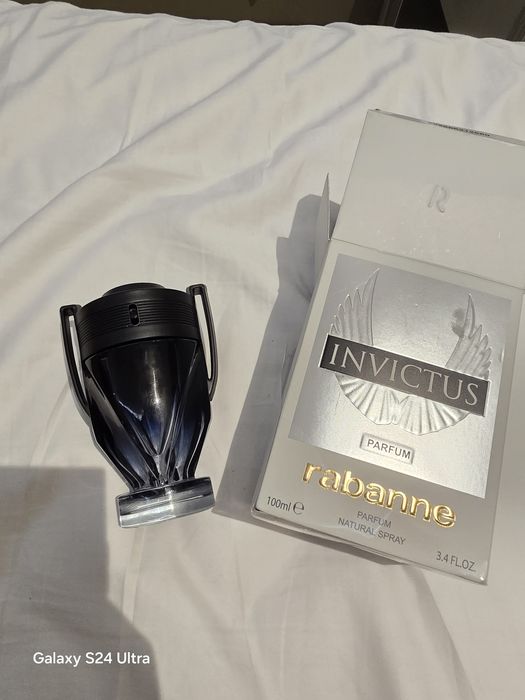 R
INVICTUS
PARFUM
rabanne
100ml e
PARFUM
NATURAL SPRAY
3.4 FL.OZ.
Galaxy S24 Ultra